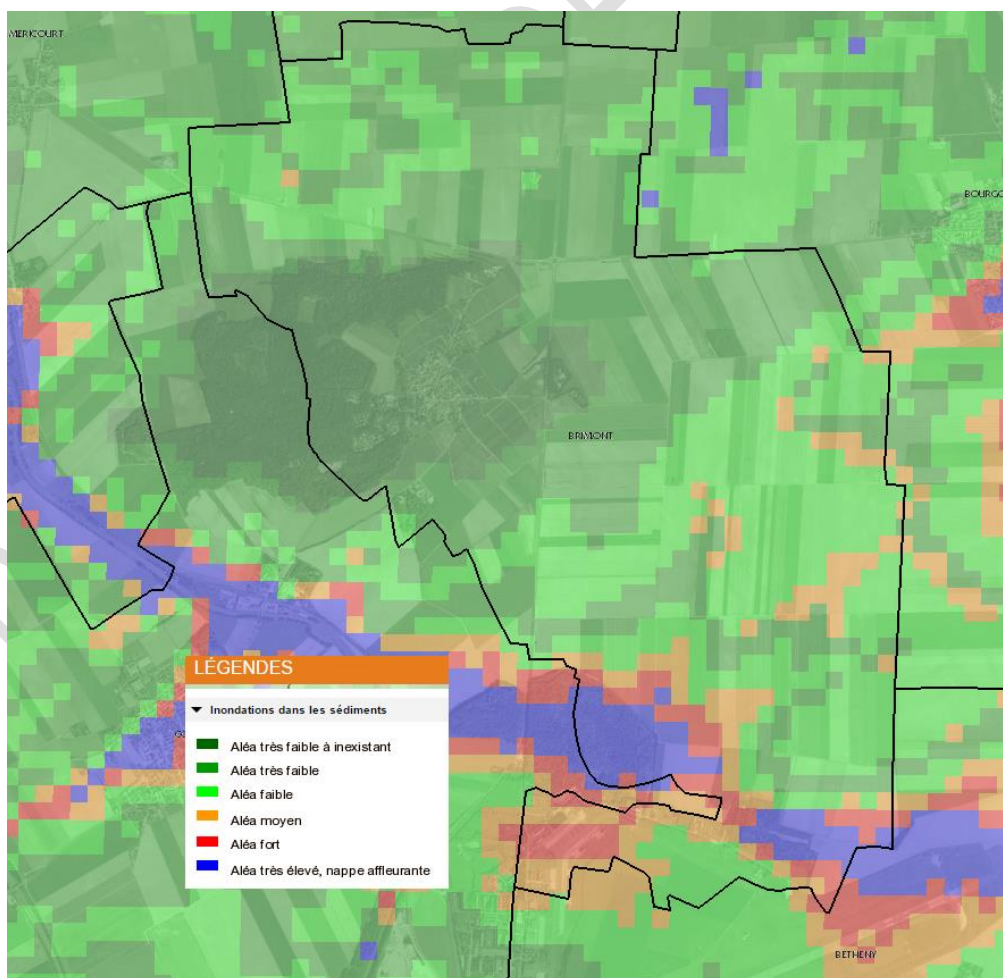 MERICOURT
BOURGO
BRIMONT
LÉGENDES
Inondations dans les sédiments
Aléa très faible à inexistant
Aléa très faible
Aléa faible
Aléa moyen
Aléa fort
Aléa très élevé, nappe affleurante
BETHENY